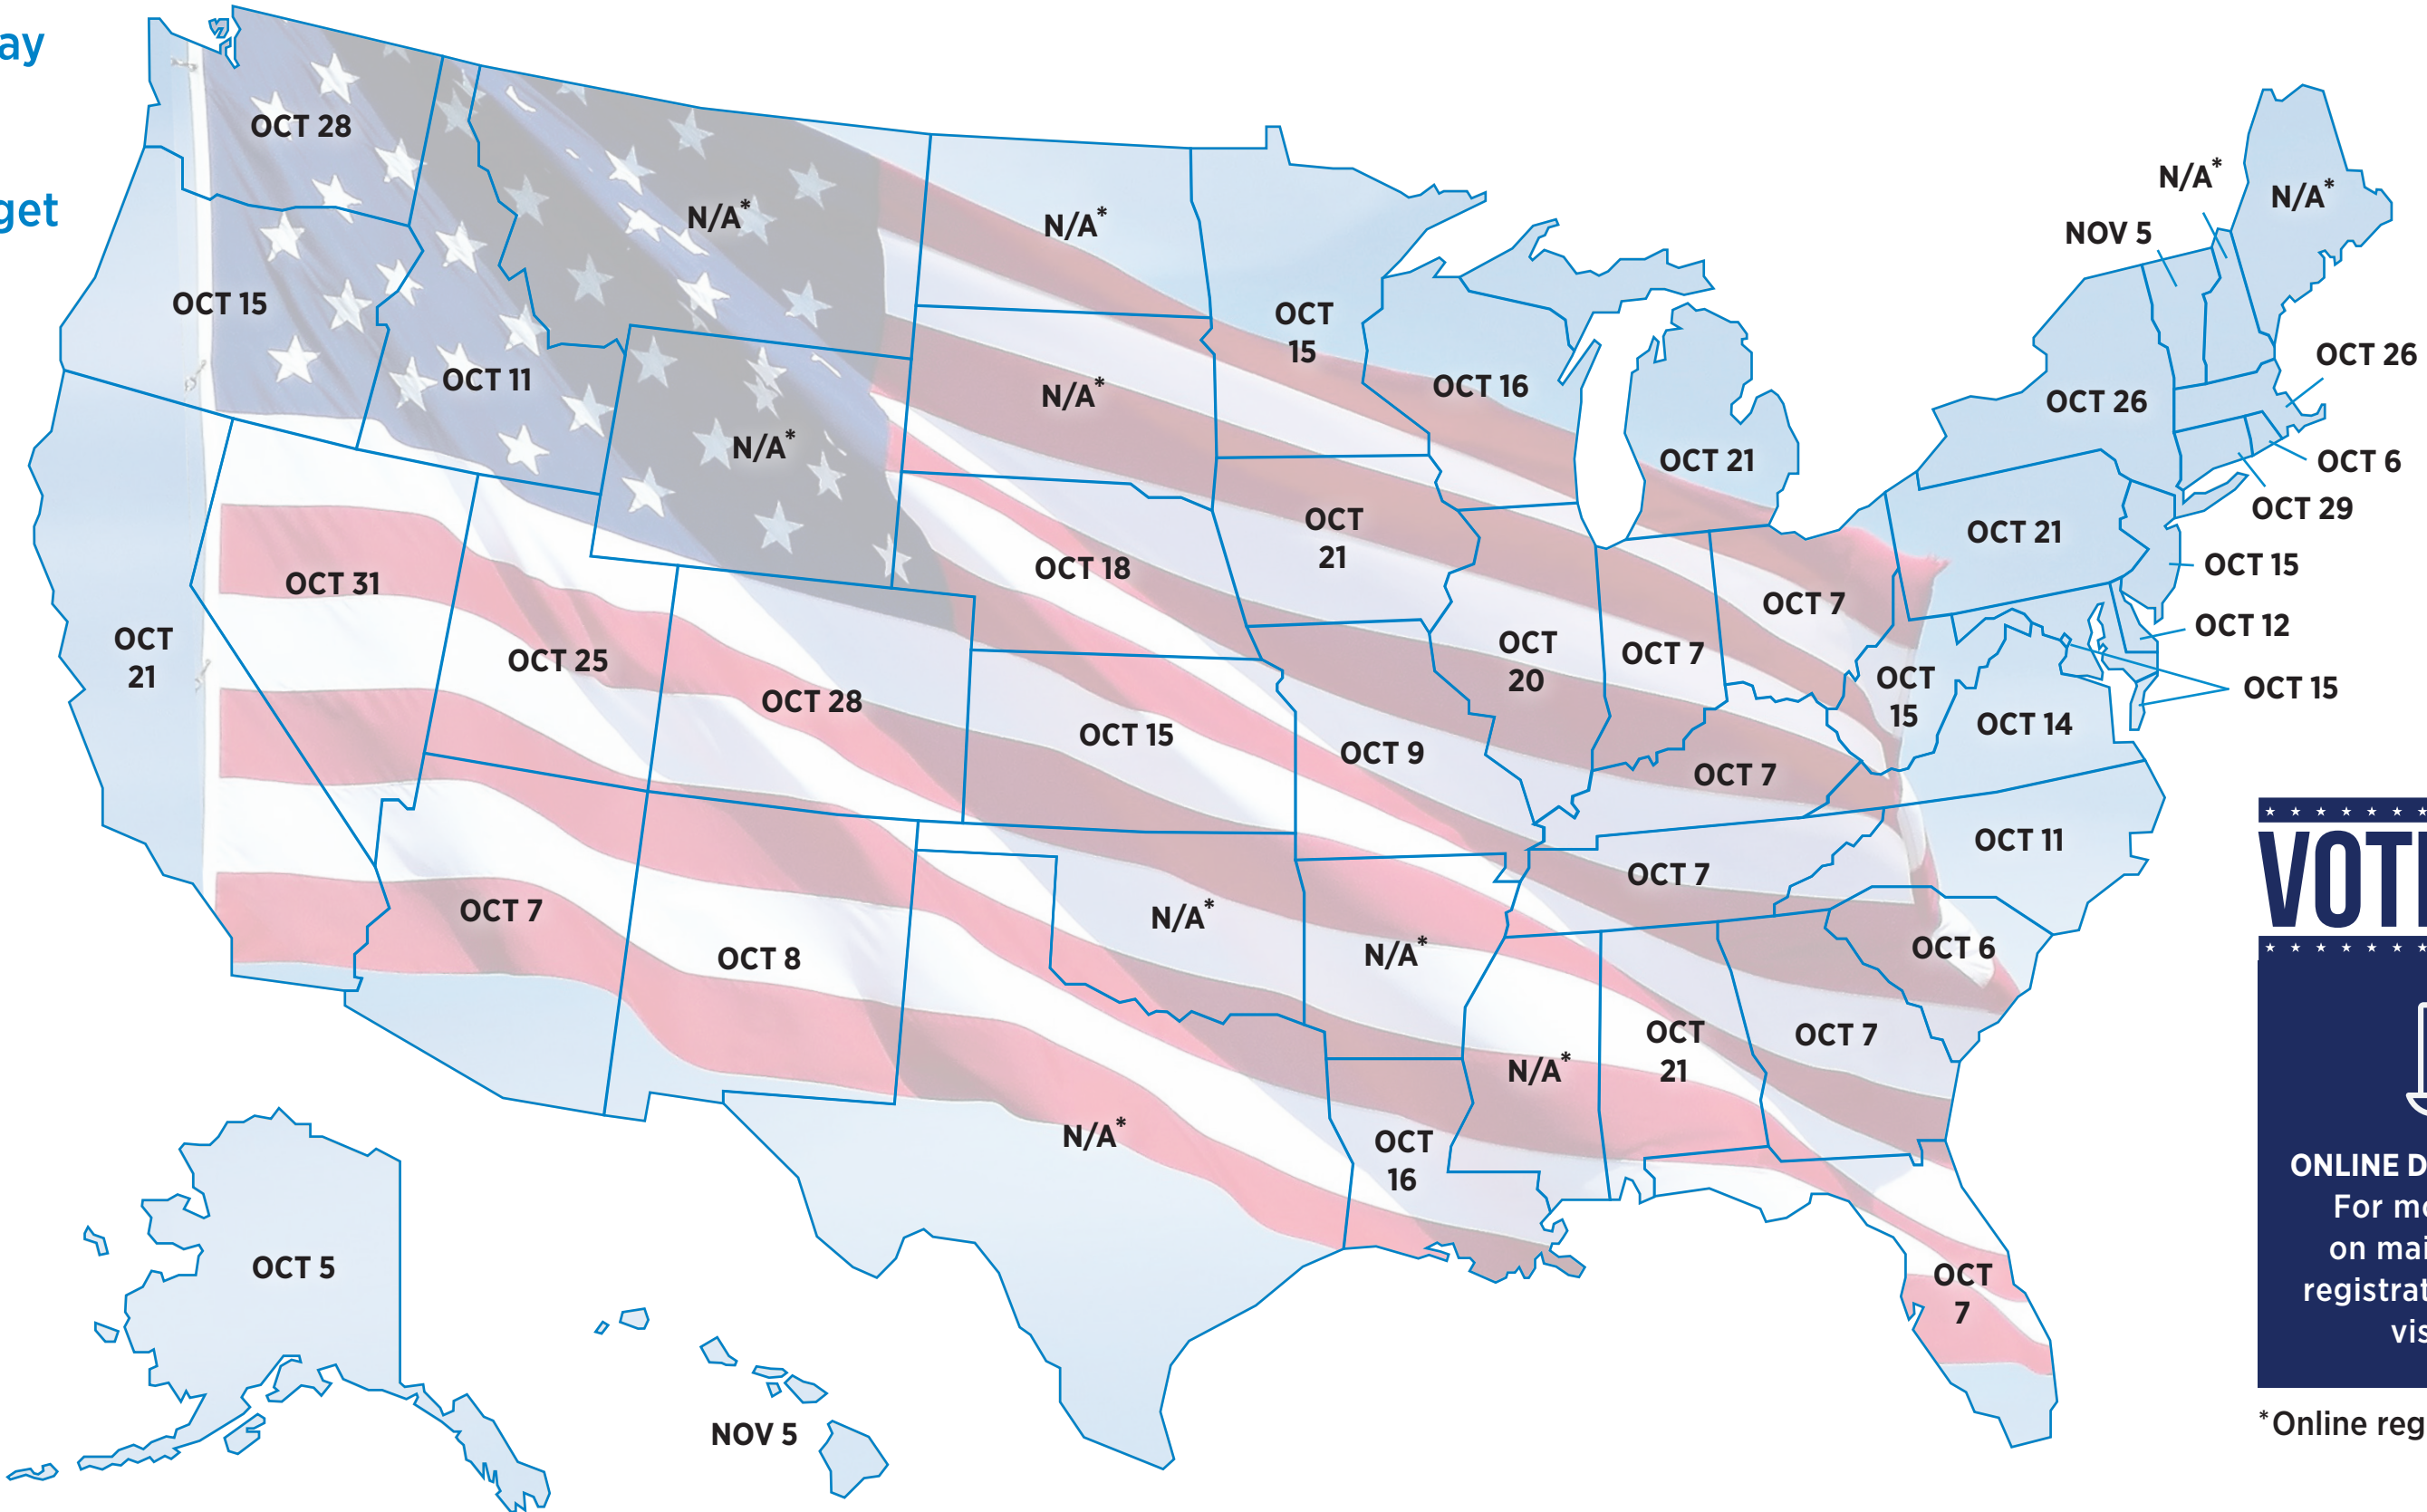 ay
get
OCT 28
N/A*
N/A*
N/A*
N/A*
NOV 5
OCT 15
OCT
15
OCT 26
OCT 11
N/A*
OCT 16
OCT 26
N/A*
OCT 21
OCT 6
OCT 29
OCT
21
OCT 21
OCT 18
OCT 15
OCT 31
OCT 7
OCT 12
OCT
21
OCT 25
OCT
20
OCT 7
OCT
15
OCT 15
OCT 28
OCT 14
OCT 15
OCT 9
OCT 7
OCT 11
OCT 7
OCT 7
N/A*
OCT 8
N/A*
OCT 6
OCT 7
N/A*
OCT
21
N/A*
OCT
16
OCT 5
OCT
7
NOV 5
VOT
ONLINE D
For mo
on mai
registrat
vis
*Online reg